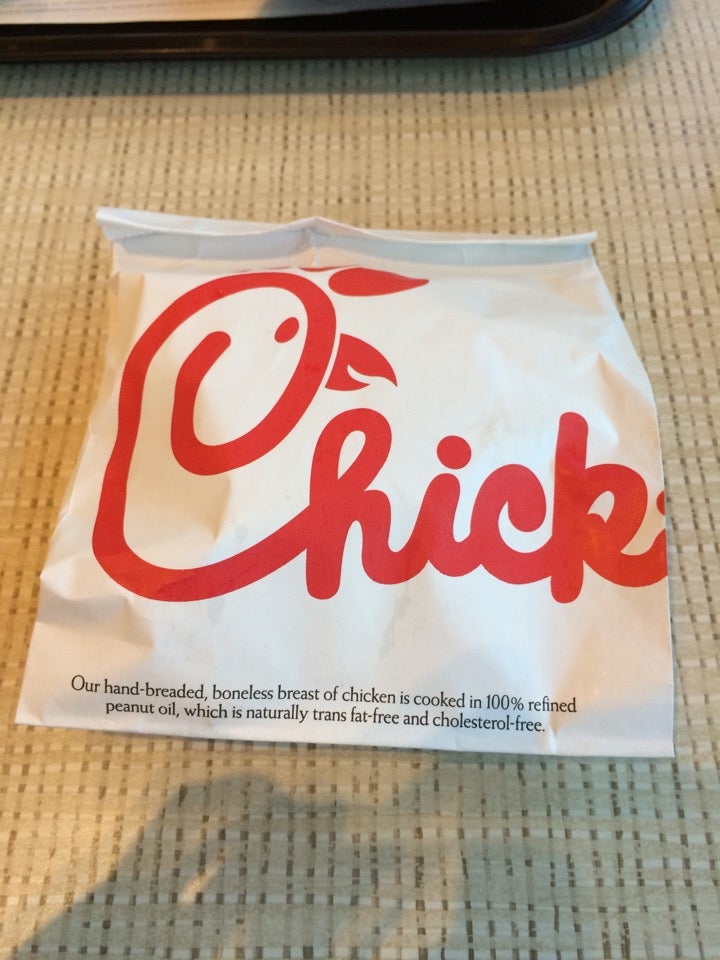 Chick
Our hand-breaded, boneless breast of chicken is cooked in 100% refined
peanut oil, which is naturally trans fat-free and cholesterol-free.